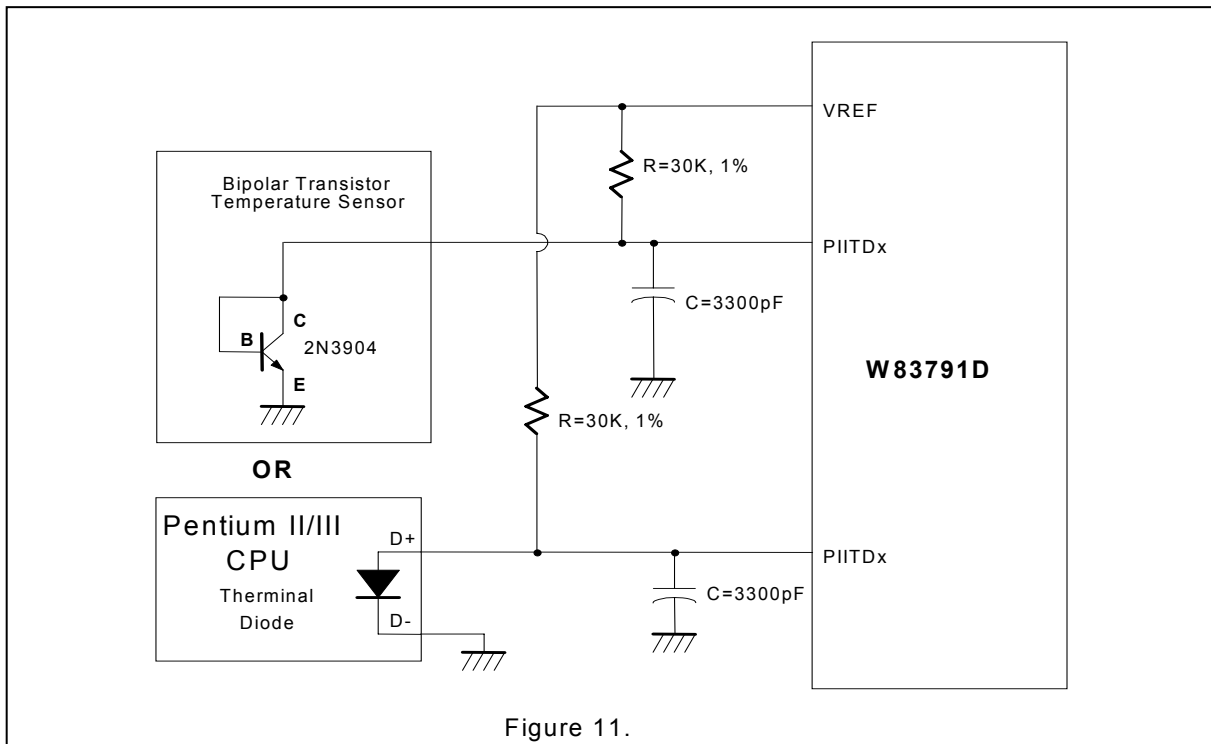 VREF
R=30K, 1%
Bipolar Transistor
Temperature Sensor
PIITDx
C=3300pF
C
B
2N3904
E
W83791D
R=30K, 1%
OR
Pentium II/III
CPU
Therminal
Diode
D+
D-
PIITDx
C=3300pF
Figure 11.